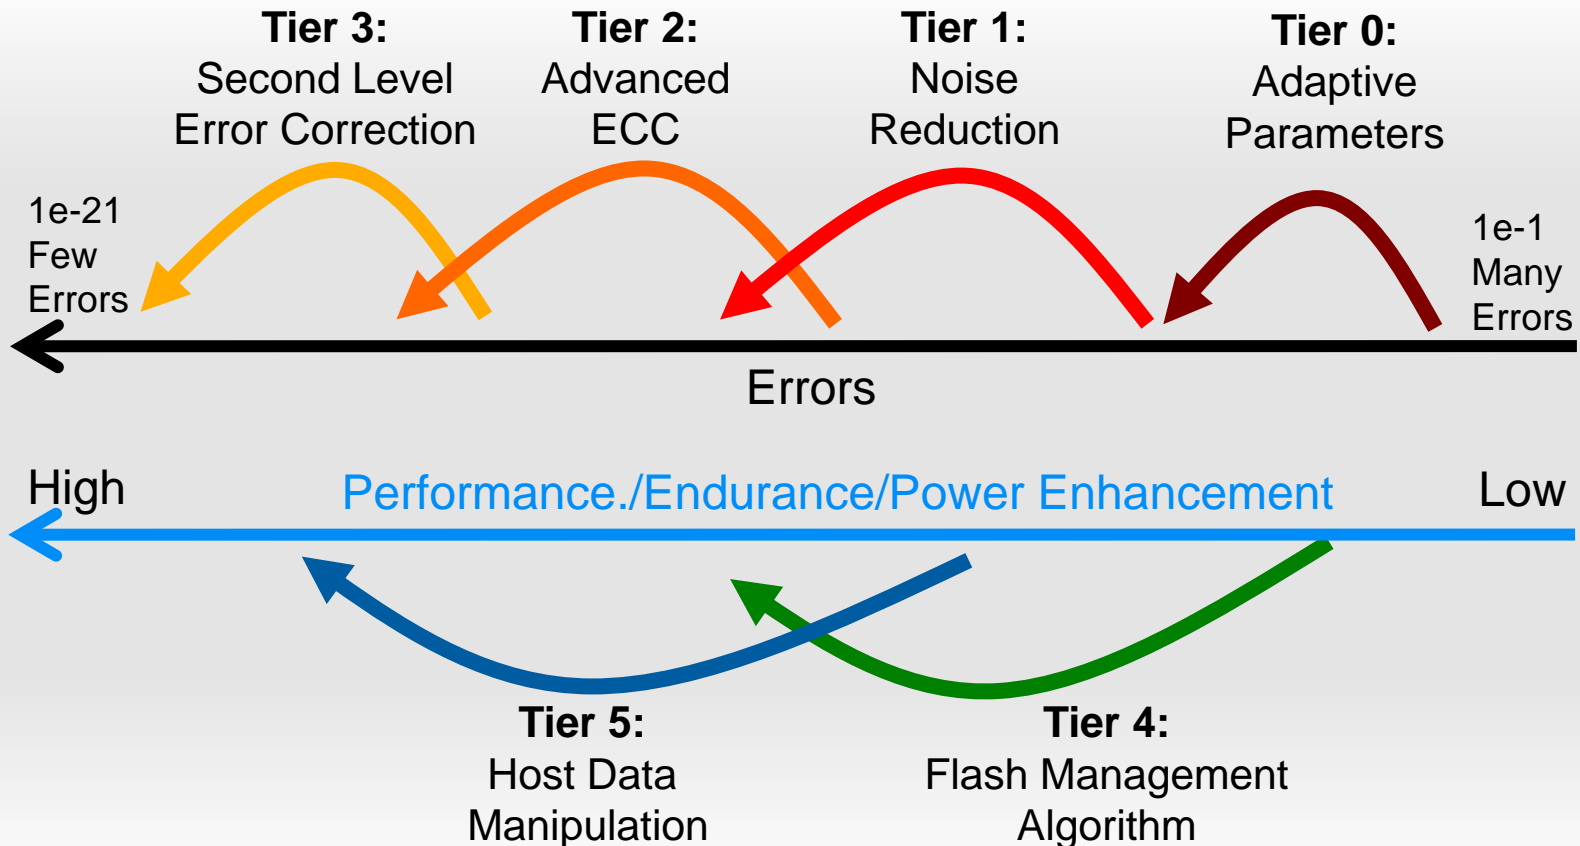 Tier 3:
Second Level
Error Correction
Tier 2:
Advanced
ECC
Tier 1:
Noise
Reduction
Tier 0:
Adaptive
Parameters
1e-21
Few
Errors
1e-1
Many
Errors
Errors
High
Performance./Endurance/Power Enhancement
Low
Tier 5:
Host Data
Manipulation
Tier 4:
Flash Management
Algorithm